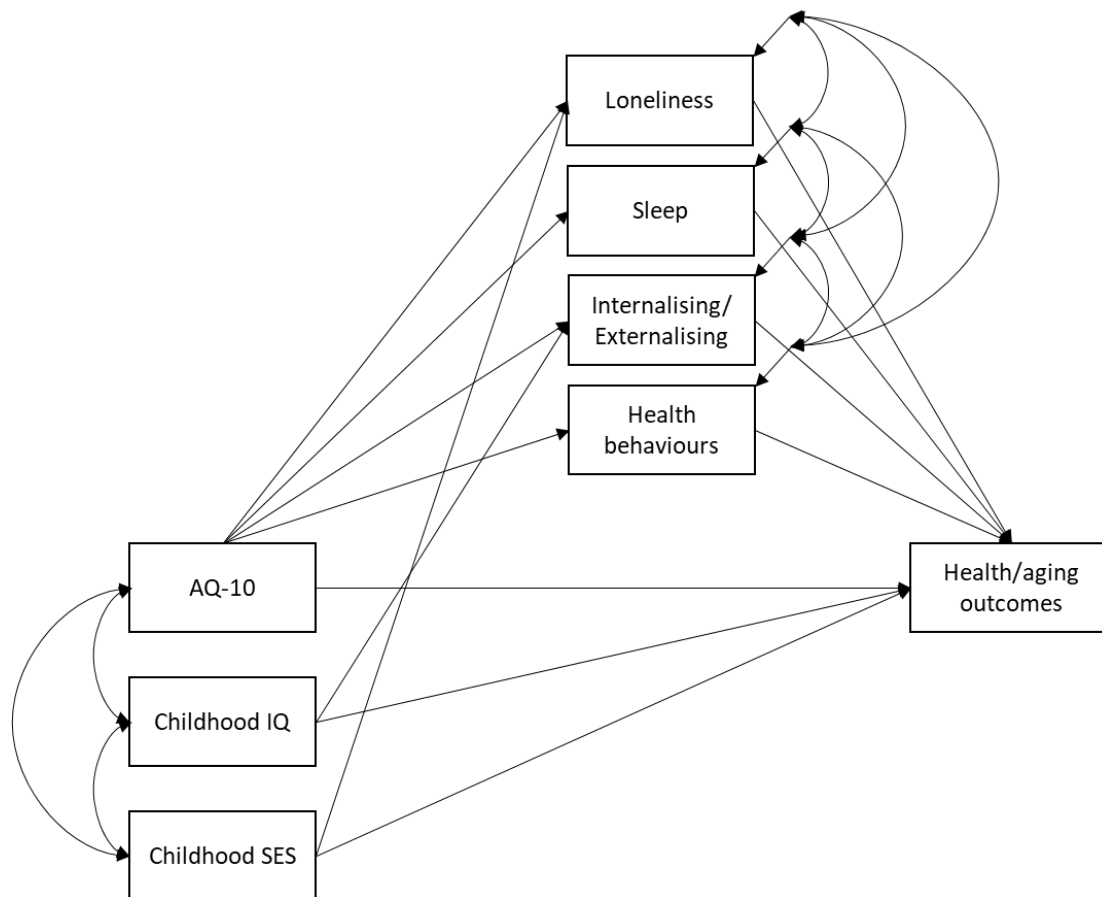 Loneliness
Sleep
Internalising/
Externalising
Health
behaviours
AQ-10
Health/aging
outcomes
Childhood IQ
Childhood SES